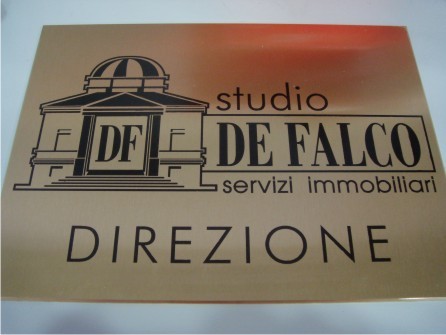 studio
DF DE FALCO
servizi immobiliari
DIREZIONE